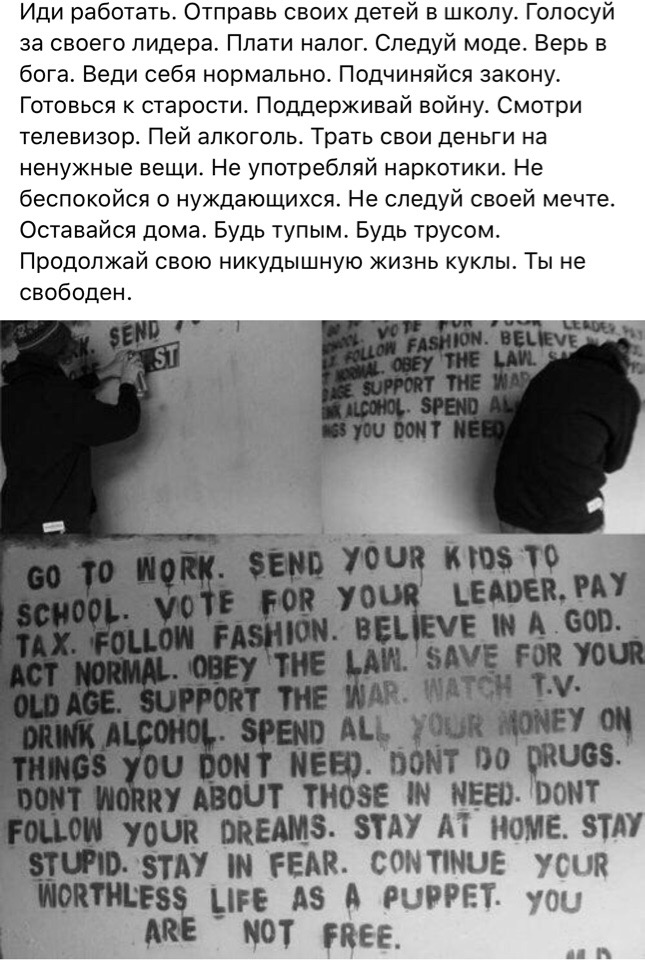 Иди работать. Отправь своих детей в школу. Голосуй
за своего лидера. Плати налог. Следуй моде. Верь в
бога. Веди себя нормально. Подчиняйся закону.
Готовься к старости. Поддерживай войну. Смотри
телевизор. Пей алкоголь. Трать свои деньги на
ненужные вещи. Не употребляй наркотики. Не
беспокойся о нуждающихся. Не следуй своей мечте.
Оставайся дома. Будь тупым. Будь трусом.
Продолжай свою никудышную жизнь куклы. Ты не
свободен.
SEND
ST
VOTE FOR LEADER, PAY
FOLLOW FASHION. BELIEVE
NORMAL. OBEY THE LAW.
AGE. SUPPORT THE WAR
ALCOHOL. SPEND AL
NGS YOU DONT NEED
GO TO WORK. SEND YOUR KIDS TO
SCHOOL. VOTE FOR YOUR LEADER, PAY
TAX. FOLLOW FASHION. BELIEVE IN A GOD.
ACT NORMAL. OBEY THE LAW. SAVE FOR YOUR
OLD AGE. SUPPORT THE WAR. WATCH T.V.
DRINK ALCOHOL. SPEND ALL YOUR MONEY ON
THINGS YOU DONT NEED. DONT DO DRUGS.
DONT WORRY ABOUT THOSE IN NEED. DONT
FOLLOW YOUR DREAMS. STAY AT HOME. STAY
STUPID. STAY IN FEAR. CONTINUE YOUR
WORTHLESS LIFE AS A PUPPET. YOU
ARE NOT FREE.